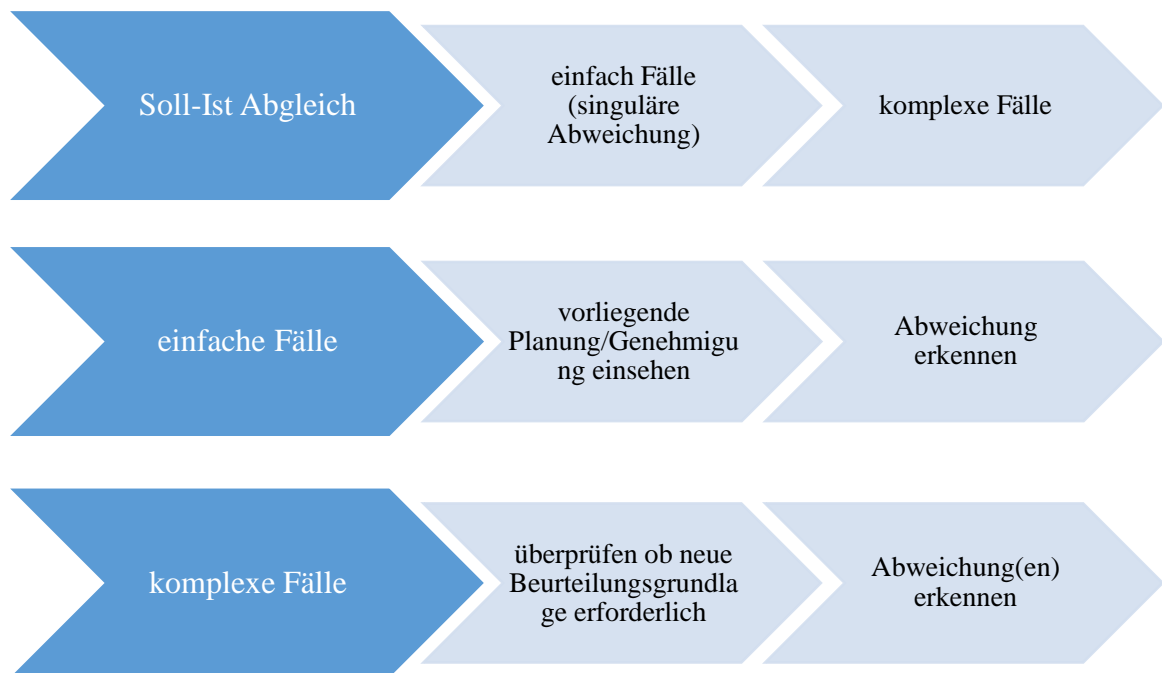 Soll-Ist Abgleich
einfach Fälle
(singuläre
Abweichung)
komplexe Fälle
einfache Fälle
vorliegende
Planung/Genehmigu
ng einsehen
Abweichung
erkennen
komplexe Fälle
überprüfen ob neue
Beurteilungsgrundla
ge erforderlich
Abweichung(en)
erkennen